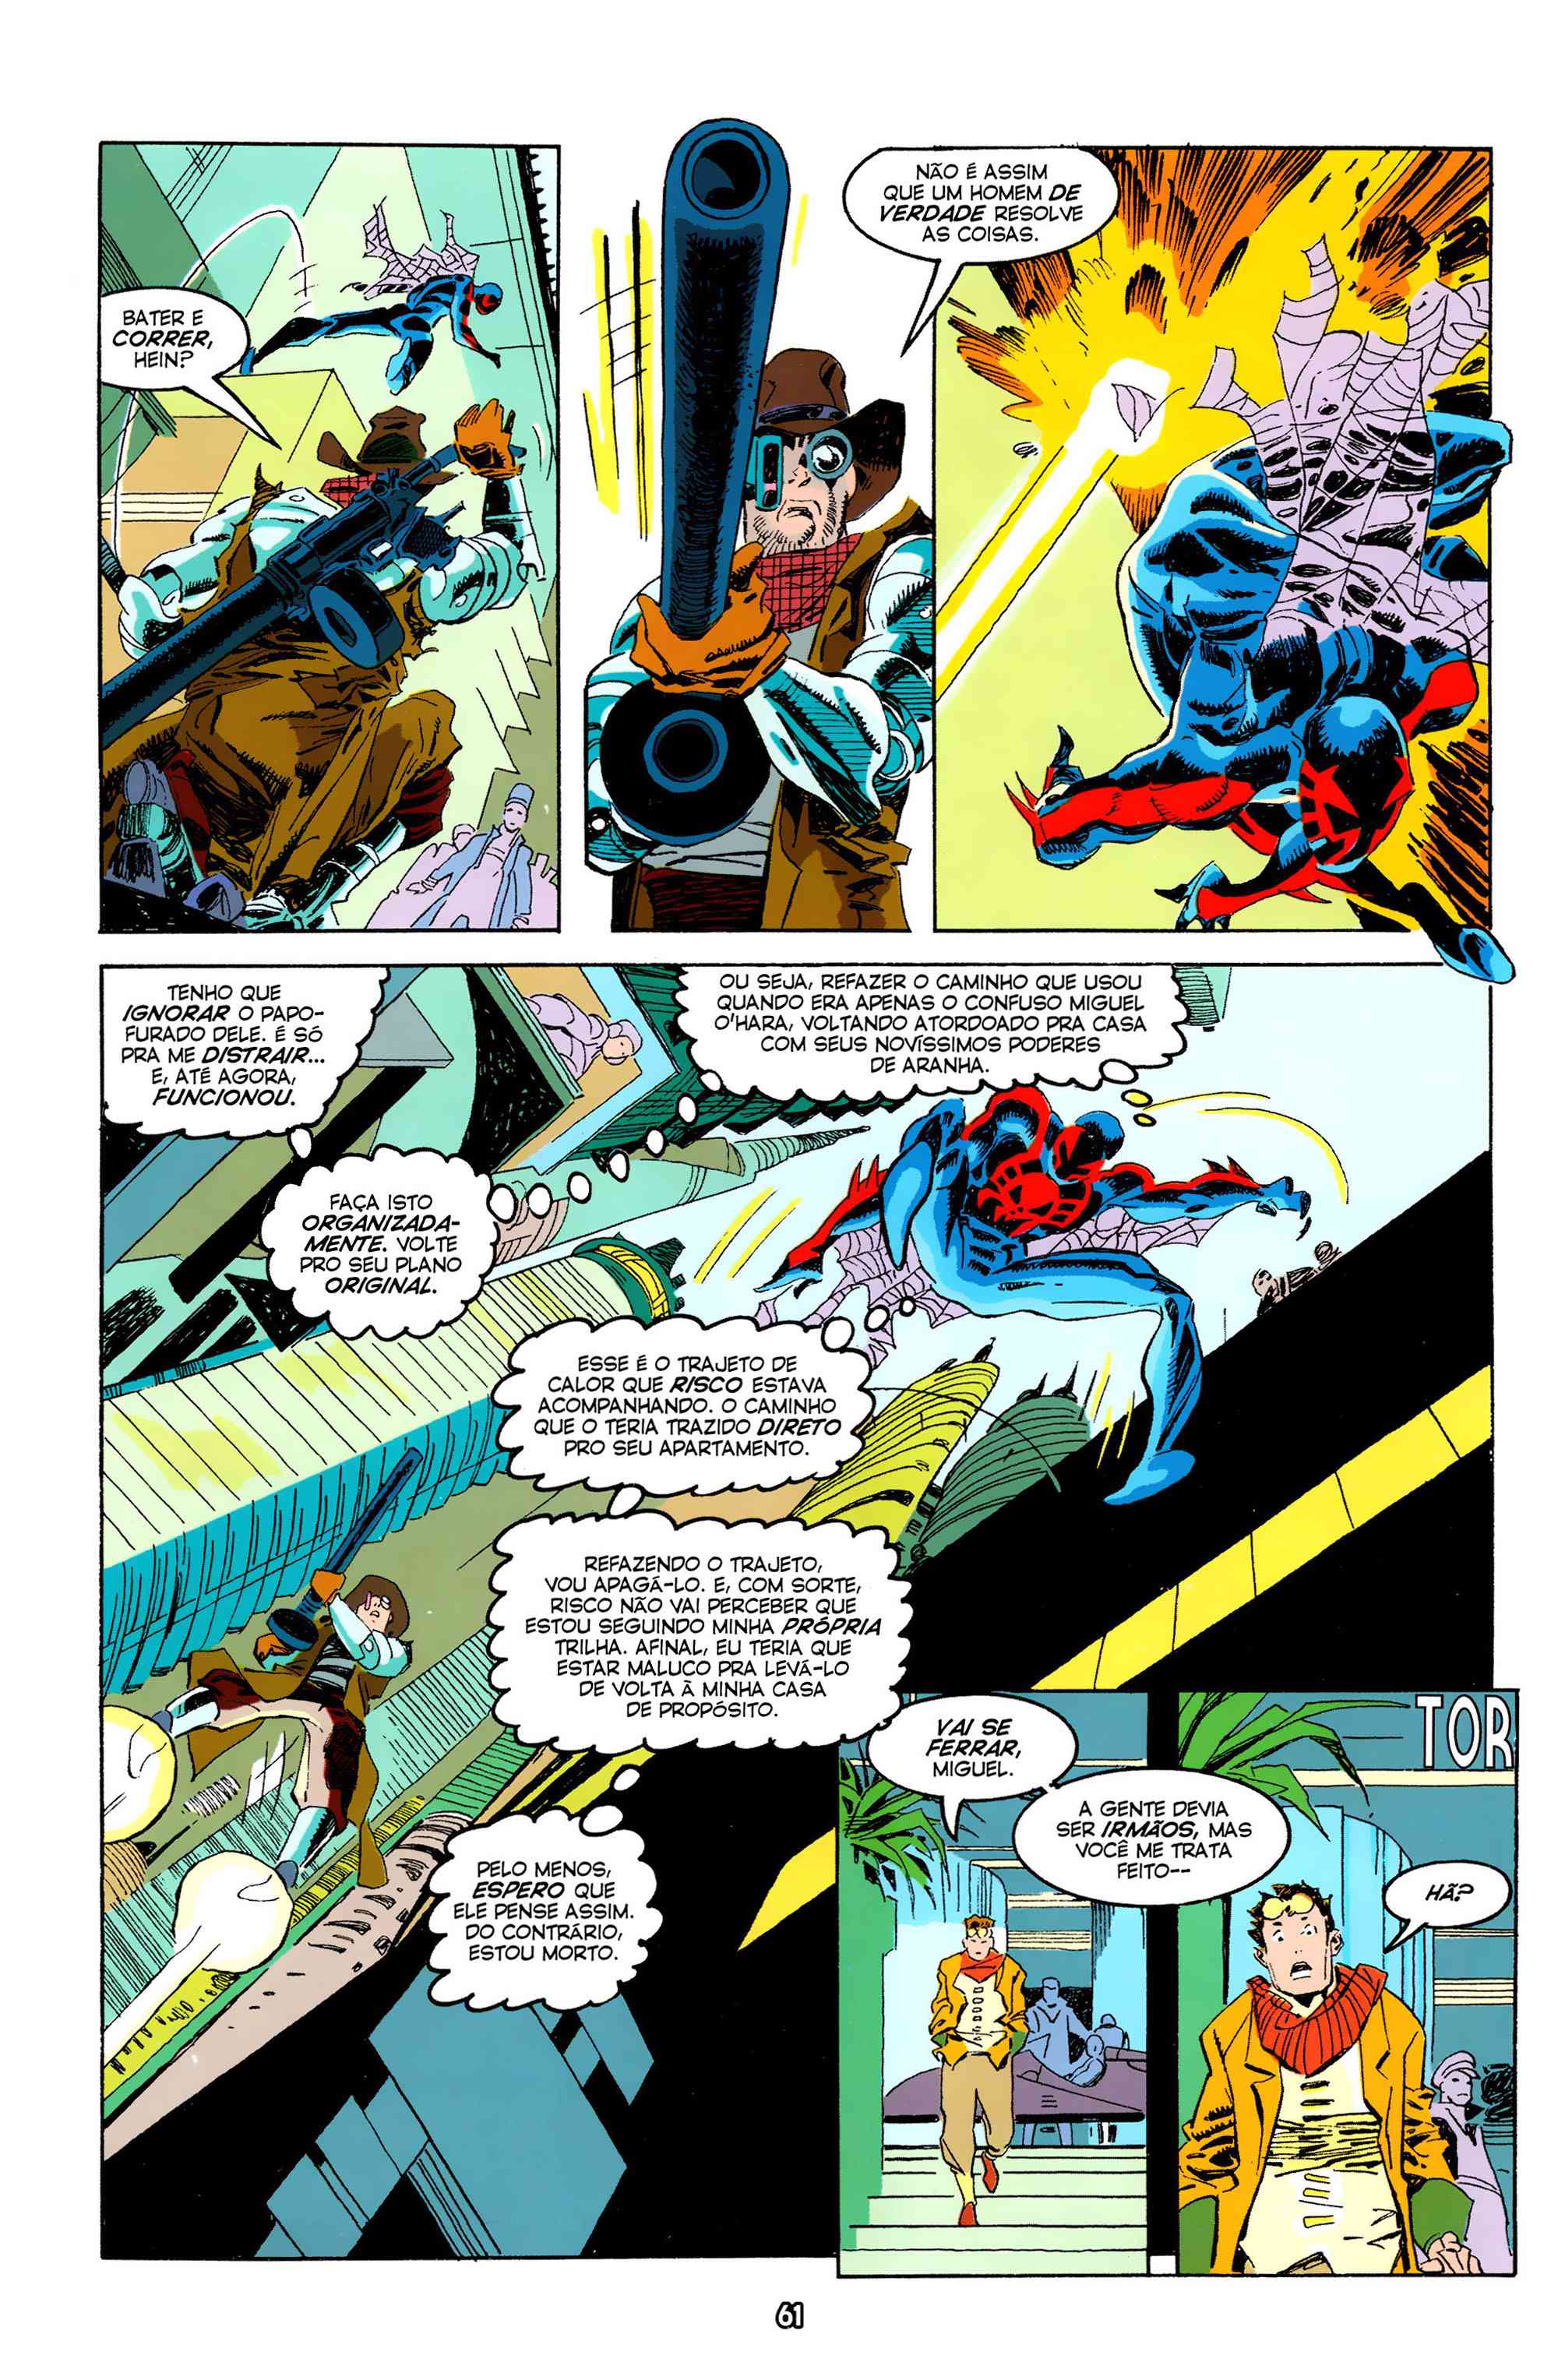 BATER E
CORRER,
HEIN?
NÃO É ASSIM
QUE UM HOMEM DE
VERDADE RESOLVE
AS COISAS.
TENHO QUE
IGNORAR O PAPO-
FURADO DELE. É SÓ
PRA ME DISTRAIR...
E, ATÉ AGORA,
FUNCIONOU.
FAÇA ISTO
ORGANIZADA-
MENTE. VOLTE
PRO SEU PLANO
ORIGINAL.
OU SEJA, REFAZER O CAMINHO QUE USOU
QUANDO ERA APENAS O CONFUSO MIGUEL
O'HARA, VOLTANDO ATORDOADO PRA CASA
COM SEUS NOVÍSSIMOS PODERES
DE ARANHA.
ESSE É O TRAJETO DE
CALOR QUE RISCO ESTAVA
ACOMPANHANDO. O CAMINHO
QUE O TERIA TRAZIDO DIRETO
PRO SEU APARTAMENTO.
REFAZENDO O TRAJETO,
VOU APAGÁ-LO. E, COM SORTE,
RISCO NÃO VAI PERCEBER QUE
ESTOU SEGUINDO MINHA PRÓPRIA
TRILHA. AFINAL, EU TERIA QUE
ESTAR MALUCO PRA LEVÁ-LO
DE VOLTA À MINHA CASA
DE PROPÓSITO.
PELO MENOS,
ESPERO QUE
ELE PENSE ASSIM.
DO CONTRÁRIO,
ESTOU MORTO.
VAI SE
FERRAR,
MIGUEL.
A GENTE DEVIA
SER IRMÃOS, MAS
VOCÊ ME TRATA
FEITO--
TOR
HÃ?
61